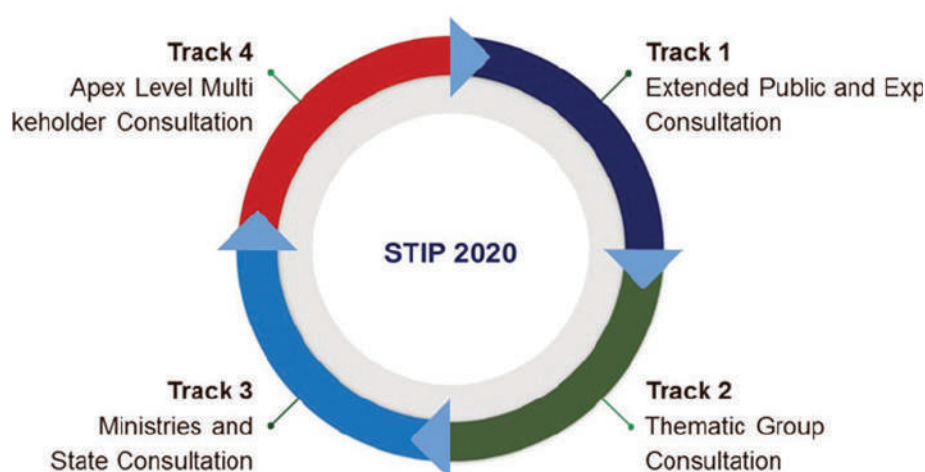 Track 4
Apex Level Multi
keholder Consultation
Track 1
Extended Public and Exp
Consultation
STIP 2020
Track 3
Ministries and
State Consultation
Track 2
Thematic Group
Consultation